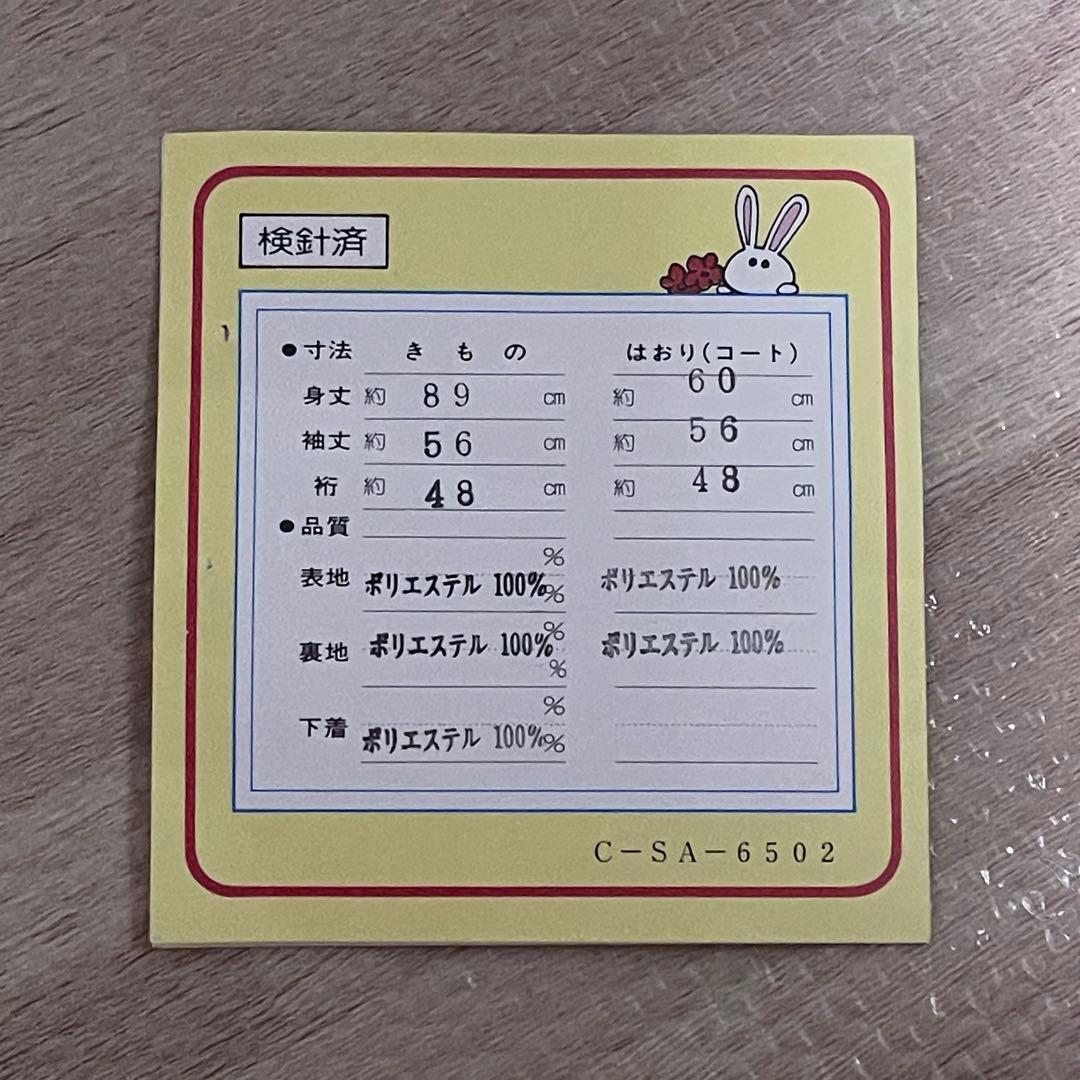 検針済
●寸法 きもの はおり(コート)
身丈 約 89 cm 約 60 cm
袖丈 約 56 cm 約 56 cm
裄 約 48 cm 約 48 cm
●品質
%
表地 ポリエステル 100% % ポリエステル 100%
%
裏地 ポリエステル 100% ポリエステル 100%
%
%
下着 ポリエステル 100% %
C-SA-6502